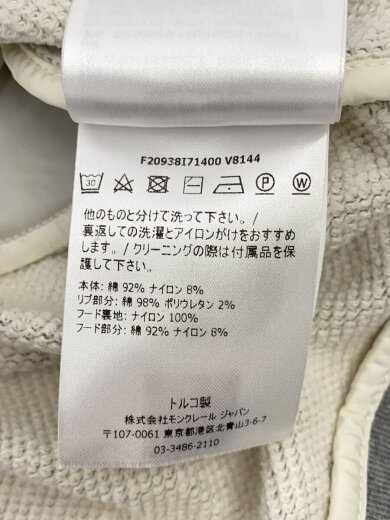 F20938I71400 V8144
30
P W
他のものと分けて洗って下さい。/
裏返しての洗濯とアイロンがけをおすすめ
します。/ クリーニングの際は付属品を保
護して下さい。
本体: 綿 92% ナイロン 8%
リブ部分: 綿 98% ポリウレタン 2%
フード裏地: ナイロン 100%
フード部分: 綿 92% ナイロン 8%
トルコ製
株式会社モンクレール ジャパン
〒107-0061 東京都港区北青山3-6-7
03-3486-2110